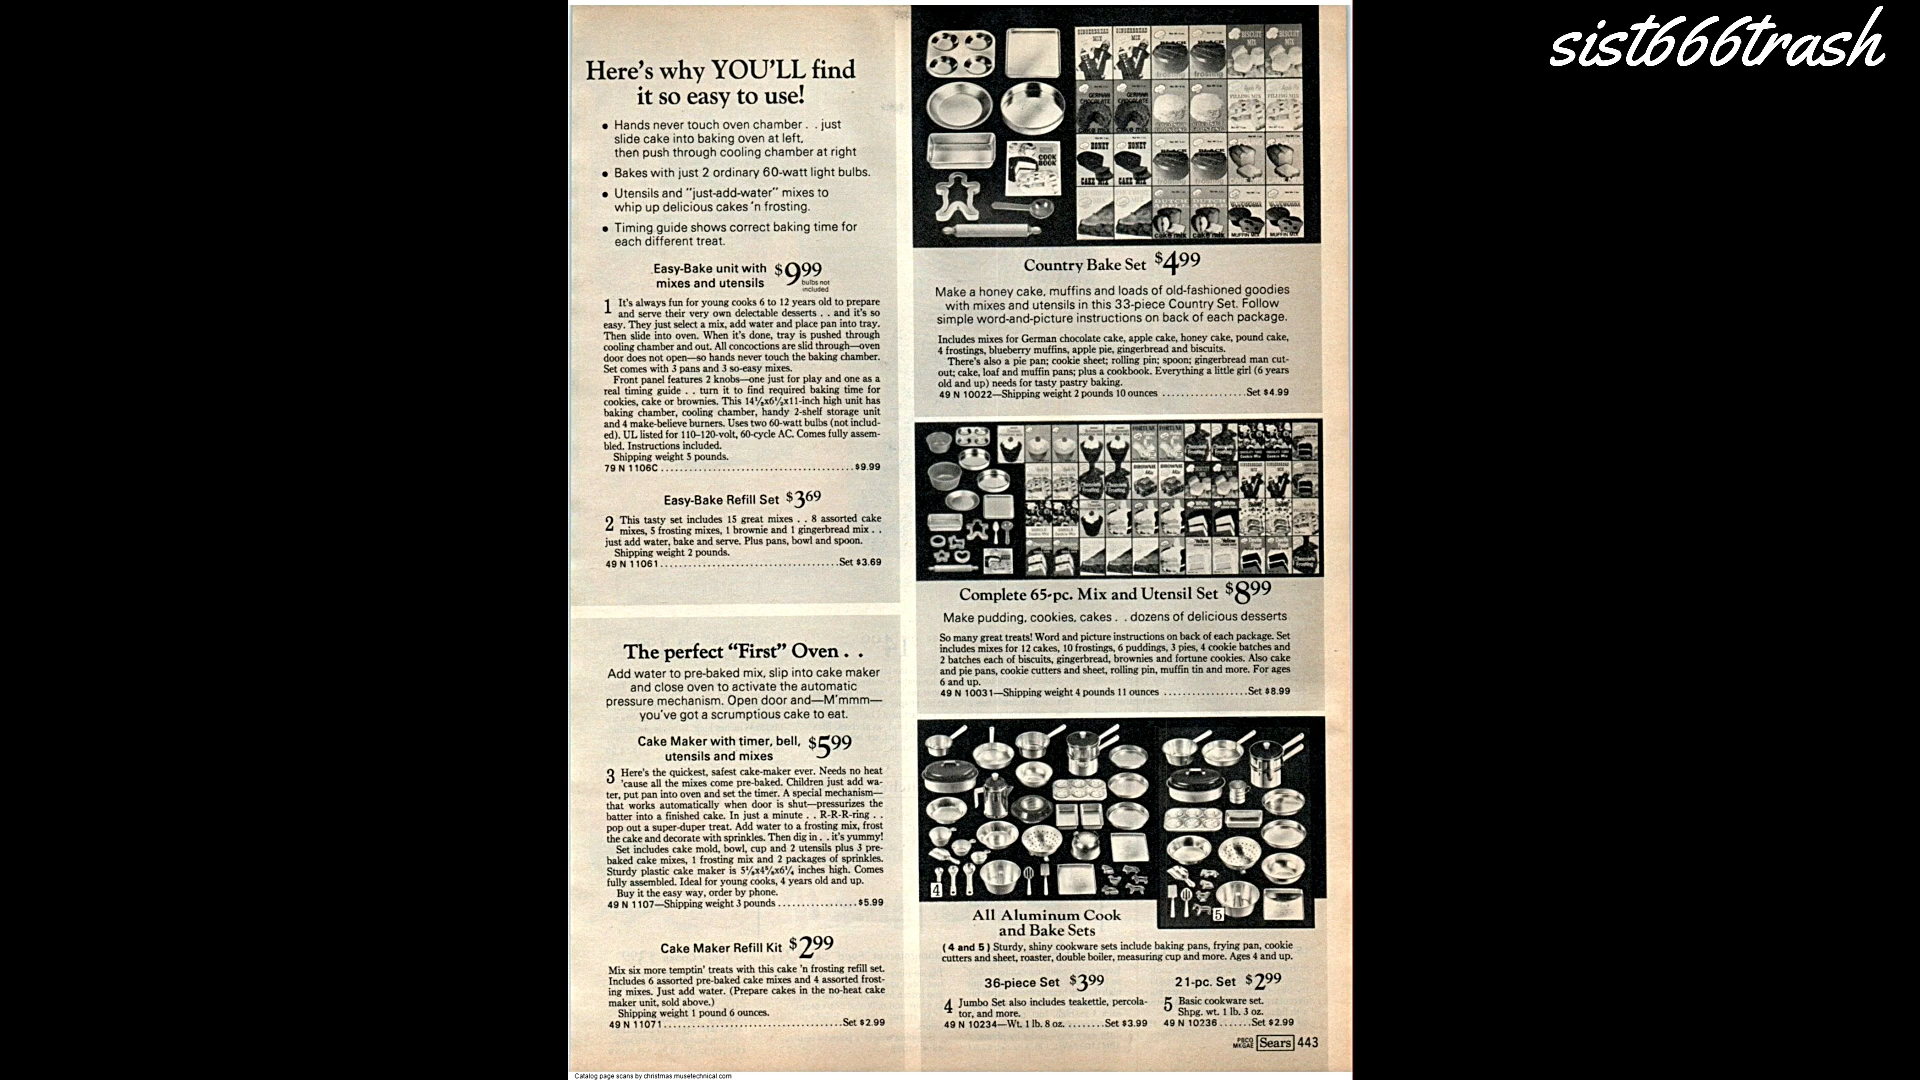 sist666trash
Here's why YOU'LL find
it so easy to use!
• Hands never touch oven chamber . . just
slide cake into baking oven at left,
then push through cooling chamber at right
• Bakes with just 2 ordinary 60-watt light bulbs.
• Utensils and "just-add-water" mixes to
whip up delicious cakes 'n frosting.
• Timing guide shows correct baking time for
each different treat.
Easy-Bake unit with
mixes and utensils $9.99
bulbs not
included
1 It's always fun for young cooks 6 to 12 years old to prepare
and serve their very own delectable desserts . . and it's so
easy. They just select a mix, add water and place pan into tray.
Then slide into oven. When it's done, tray is pushed through
cooling chamber and out. All concoctions are slid through—oven
door does not open—so hands never touch the baking chamber.
Set comes with 3 pans and 3 so-easy mixes.
Front panel features 2 knobs—one just for play and one as a
real timing guide . . turn it to find required baking time for
cookies, cake or brownies. This 14½x6½x11-inch high unit has
baking chamber, cooling chamber, handy 2-shelf storage unit
and 4 make-believe burners. Uses two 60-watt bulbs (not includ-
ed). UL listed for 110–120-volt, 60-cycle AC. Comes fully assem-
bled. Instructions included.
Shipping weight 5 pounds.
79 N 1106C . . . . . . . . . . $9.99
Easy-Bake Refill Set $3.69
2 This tasty set includes 15 great mixes . . 8 assorted cake
mixes, 5 frosting mixes, 1 brownie and 1 gingerbread mix . .
just add water, bake and serve. Plus pans, bowl and spoon.
Shipping weight 2 pounds.
49 N 11061 . . . . . . . . . . Set $3.69
The perfect "First" Oven . .
Add water to pre-baked mix, slip into cake maker
and close oven to activate the automatic
pressure mechanism. Open door and—M'mmm—
you've got a scrumptious cake to eat.
Cake Maker with timer, bell, $5.99
utensils and mixes
3 Here's the quickest, safest cake-maker ever. Needs no heat
'cause all the mixes come pre-baked. Children just add wa-
ter, put pan into oven and set the timer. A special mechanism—
that works automatically when door is shut—pressurizes the
batter into a finished cake. In just a minute . . R-R-R-ring . .
pop out a super-duper treat. Add water to a frosting mix, frost
the cake and decorate with sprinkles. Then dig in . . it's yummy!
Set includes cake mold, bowl, cup and 2 utensils plus 3 pre-
baked cake mixes, 1 frosting mix and 2 packages of sprinkles.
Sturdy plastic cake maker is inches high. Comes
fully assembled. Ideal for young cooks, 4 years old and up.
Buy it the easy way, order by phone.
49 N 1107—Shipping weight 3 pounds . . . . . . $5.99
Cake Maker Refill Kit $2.99
Mix six more temptin' treats with this cake 'n frosting refill set.
Includes 6 assorted pre-baked cake mixes and 4 assorted frost-
ing mixes. Just add water. (Prepare cakes in the no-heat cake
maker unit, sold above.)
Shipping weight 1 pound 6 ounces.
49 N 11071 . . . . . . . . . . Set $2.99
Country Bake Set $4.99
Make a honey cake, muffins and loads of old-fashioned goodies
with mixes and utensils in this 33-piece Country Set. Follow
simple word-and-picture instructions on back of each package.
Includes mixes for German chocolate cake, apple cake, honey cake, pound cake,
4 frostings, blueberry muffins, apple pie, gingerbread and biscuits.
There's also a pie pan; cookie sheet; rolling pin; spoon; gingerbread man cut-
out; cake, loaf and muffin pans; plus a cookbook. Everything a little girl (6 years
old and up) needs for tasty pastry baking.
49 N 10022—Shipping weight 2 pounds 10 ounces . . . . . . Set $4.99
Complete 65-pc. Mix and Utensil Set $8.99
Make pudding, cookies, cakes . . dozens of delicious desserts
So many great treats! Word and picture instructions on back of each package. Set
includes mixes for 12 cakes, 10 frostings, 6 puddings, 3 pies, 4 cookie batches and
2 batches each of biscuits, gingerbread, brownies and fortune cookies. Also cake
and pie pans, cookie cutters and sheet, rolling pin, muffin tin and more. For ages
6 and up.
49 N 10031—Shipping weight 4 pounds 11 ounces . . . . . . Set $8.99
4
5
All Aluminum Cook
and Bake Sets
(4 and 5) Sturdy, shiny cookware sets include baking pans, frying pan, cookie
cutters and sheet, roaster, double boiler, measuring cup and more. Ages 4 and up.
36-piece Set $3.99
4 Jumbo Set also includes teakettle, percola-
tor, and more.
49 N 10234—Wt. 1 lb. 8 oz. . . . . Set $3.99
21-pc. Set $2.99
5 Basic cookware set.
Shpg. wt. 1 lb. 3 oz.
49 N 10236 . . . . Set $2.99
Sears 443
Catalog page scans by christmas.musetechnical.com